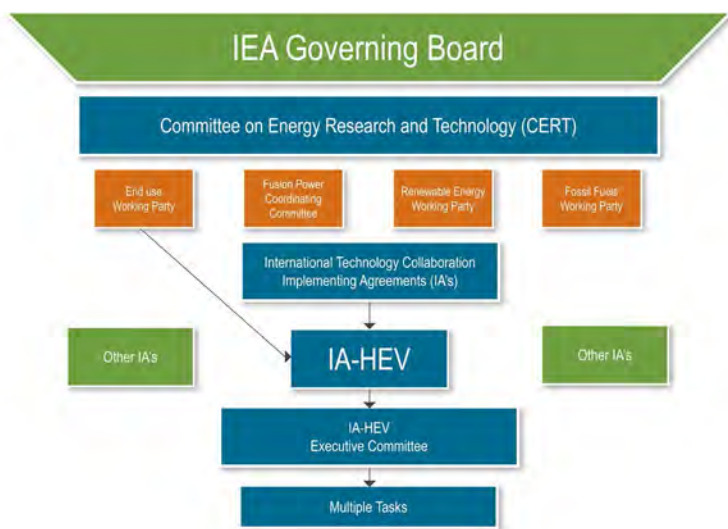 IEA Governing Board
Committee on Energy Research and Technology (CERT)
End use
Working Party
Fusion Power
Coordinating
Committee
Renewable Energy
Working Party
Fossil Fuels
Working Party
International Technology Collaboration
Implementing Agreements (IA's)
Other IA's
IA-HEV
Other IA's
IA-HEV
Executive Committee
Multiple Tasks